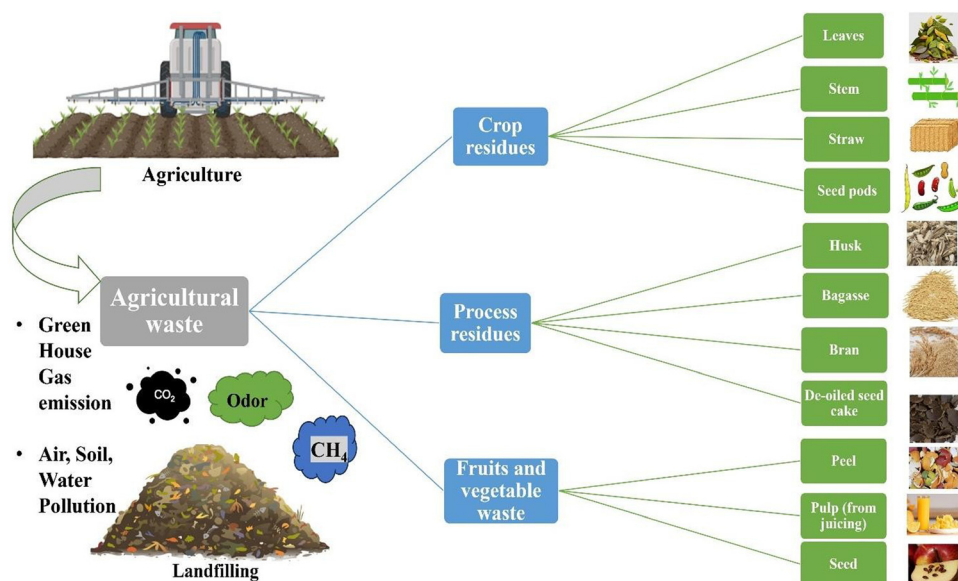 Agriculture
Agricultural
waste
• Green
House
Gas
emission
• Air, Soil,
Water
Pollution
CO₂
Odor
CH₄
Landfilling
Crop
residues
Leaves
Stem
Straw
Seed pods
Process
residues
Husk
Bagasse
Bran
De-oiled seed
cake
Fruits and
vegetable
waste
Peel
Pulp (from
juicing)
Seed